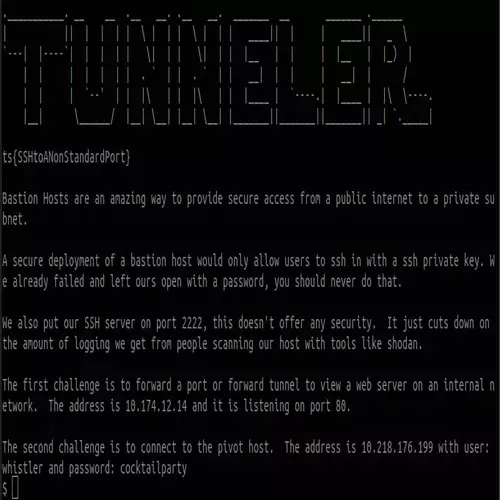 TUNNELER
ts{SSHtoANonStandardPort}
Bastion Hosts are an amazing way to provide secure access from a public internet to a private su
bnet.
A secure deployment of a bastion host would only allow users to ssh in with a ssh private key. W
e already failed and left ours open with a password, you should never do that.
We also put our SSH server on port 2222, this doesn't offer any security.  It just cuts down on
the amount of logging we get from people scanning our host with tools like shodan.
The first challenge is to forward a port or forward tunnel to view a web server on an internal n
etwork.  The address is 10.174.12.14 and it is listening on port 80.
The second challenge is to connect to the pivot host.  The address is 10.218.176.199 with user:
whistler and password: cocktailparty
$